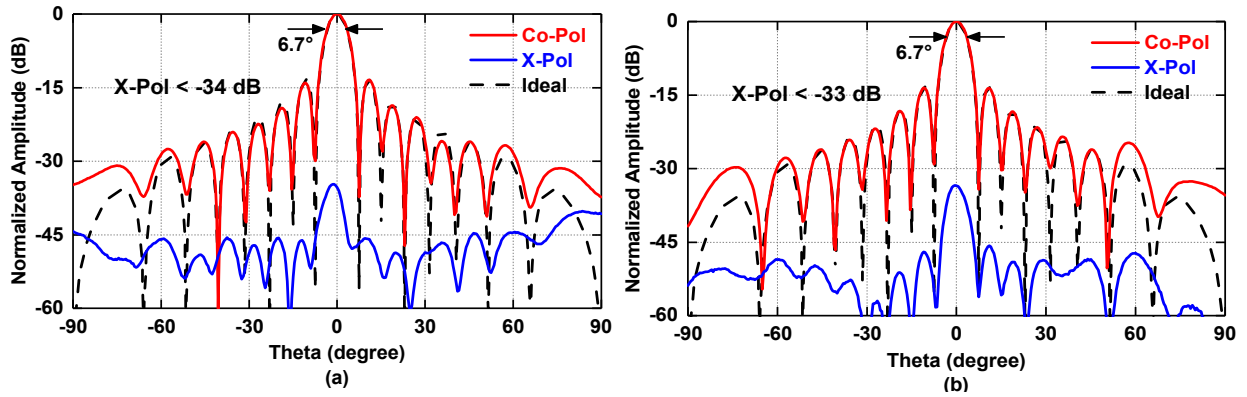 Normalized Amplitude (dB)
0
-15
-30
-45
-60
6.7°
X-Pol < -34 dB
Co-Pol
X-Pol
Ideal
-90 -60 -30 0 30 60 90
Theta (degree)
(a)
Normalized Amplitude (dB)
0
-15
-30
-45
-60
6.7°
X-Pol < -33 dB
Co-Pol
X-Pol
Ideal
-90 -60 -30 0 30 60 90
Theta (degree)
(b)